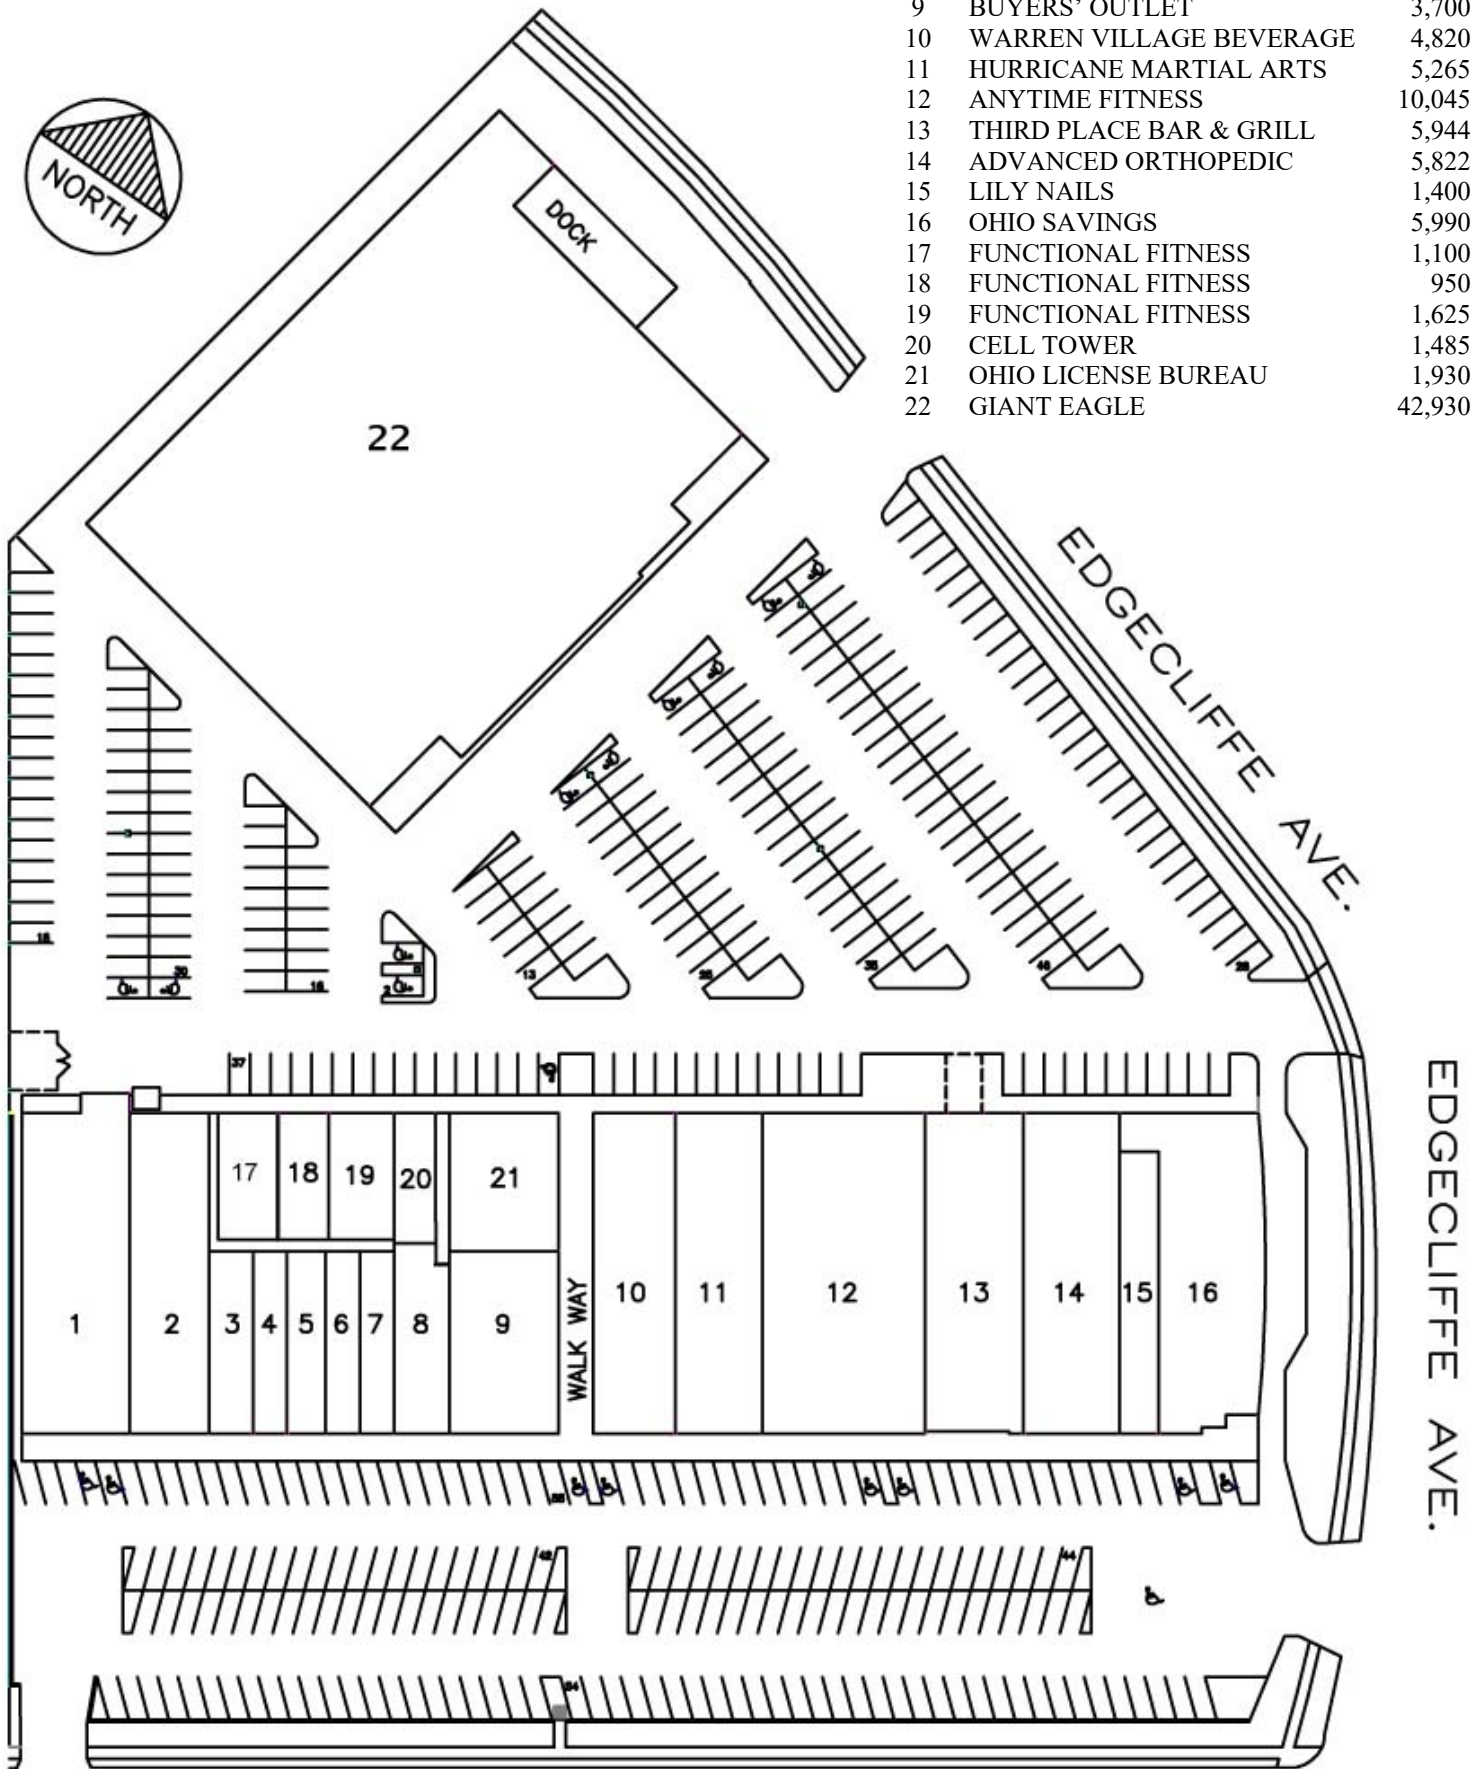 9 BUYERS' OUTLET 3,700
10 WARREN VILLAGE BEVERAGE 4,820
11 HURRICANE MARTIAL ARTS 5,265
12 ANYTIME FITNESS 10,045
13 THIRD PLACE BAR & GRILL 5,944
14 ADVANCED ORTHOPEDIC 5,822
15 LILY NAILS 1,400
16 OHIO SAVINGS 5,990
17 FUNCTIONAL FITNESS 1,100
18 FUNCTIONAL FITNESS 950
19 FUNCTIONAL FITNESS 1,625
20 CELL TOWER 1,485
21 OHIO LICENSE BUREAU 1,930
22 GIANT EAGLE 42,930
NORTH
DOCK
22
EDGECLIFFE AVE.
13
2
37
17 18 19 20 21
1 2 3 4 5 6 7 8 9
WALK WAY
10 11 12 13 14 15 16
EDGECLIFFE AVE.
44